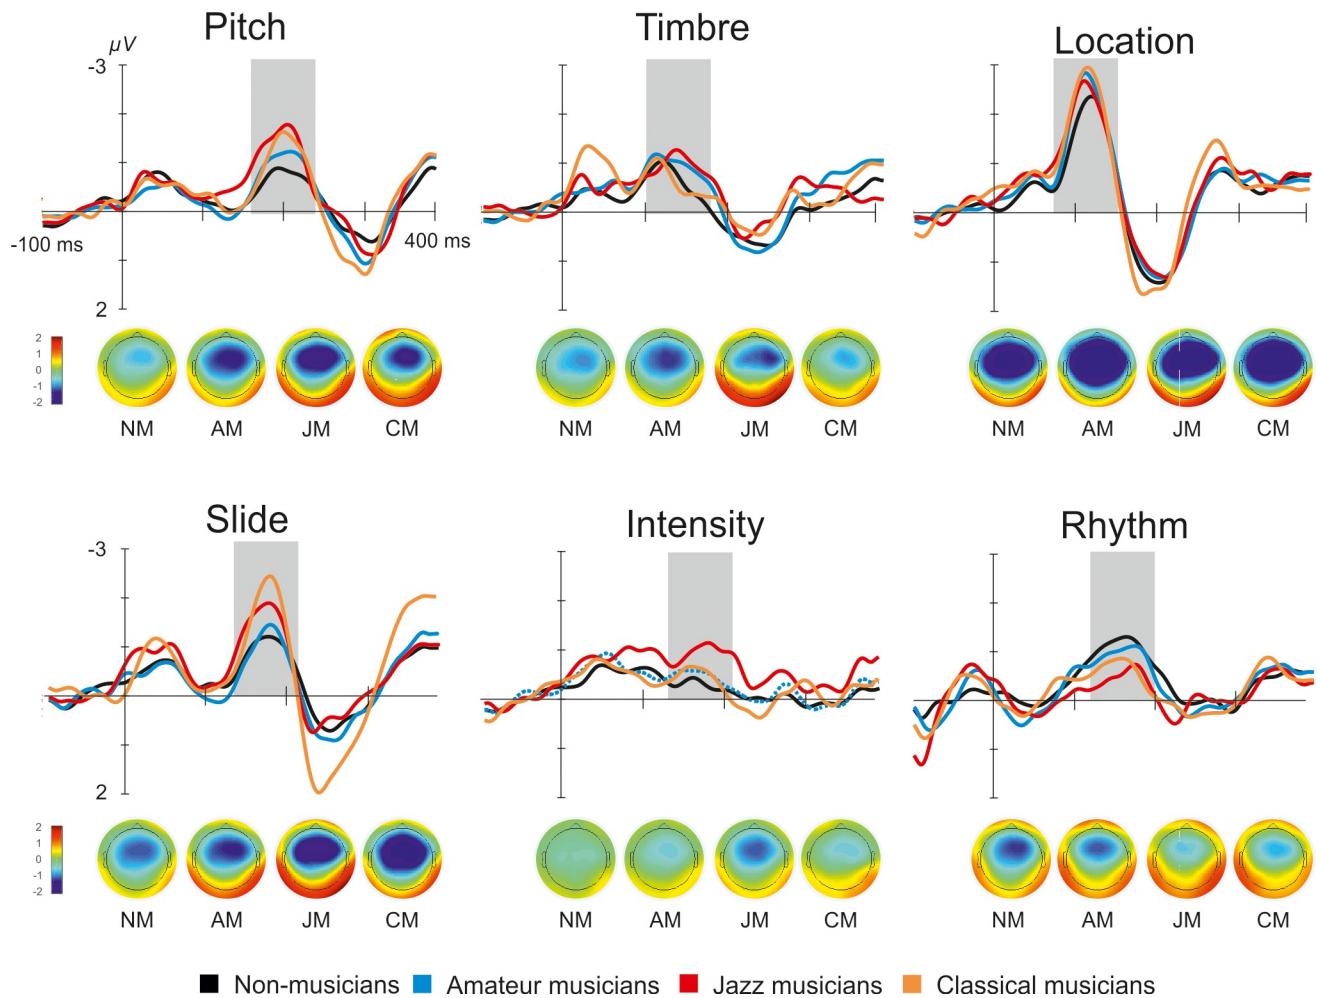 Pitch
Timbre
Location
µV
-3
-100 ms
400 ms
2
2
1
0
-1
-2
NM AM JM CM
NM AM JM CM
NM AM JM CM
Slide
Intensity
Rhythm
-3
2
2
1
0
-1
-2
NM AM JM CM
NM AM JM CM
NM AM JM CM
Non-musicians Amateur musicians Jazz musicians Classical musicians